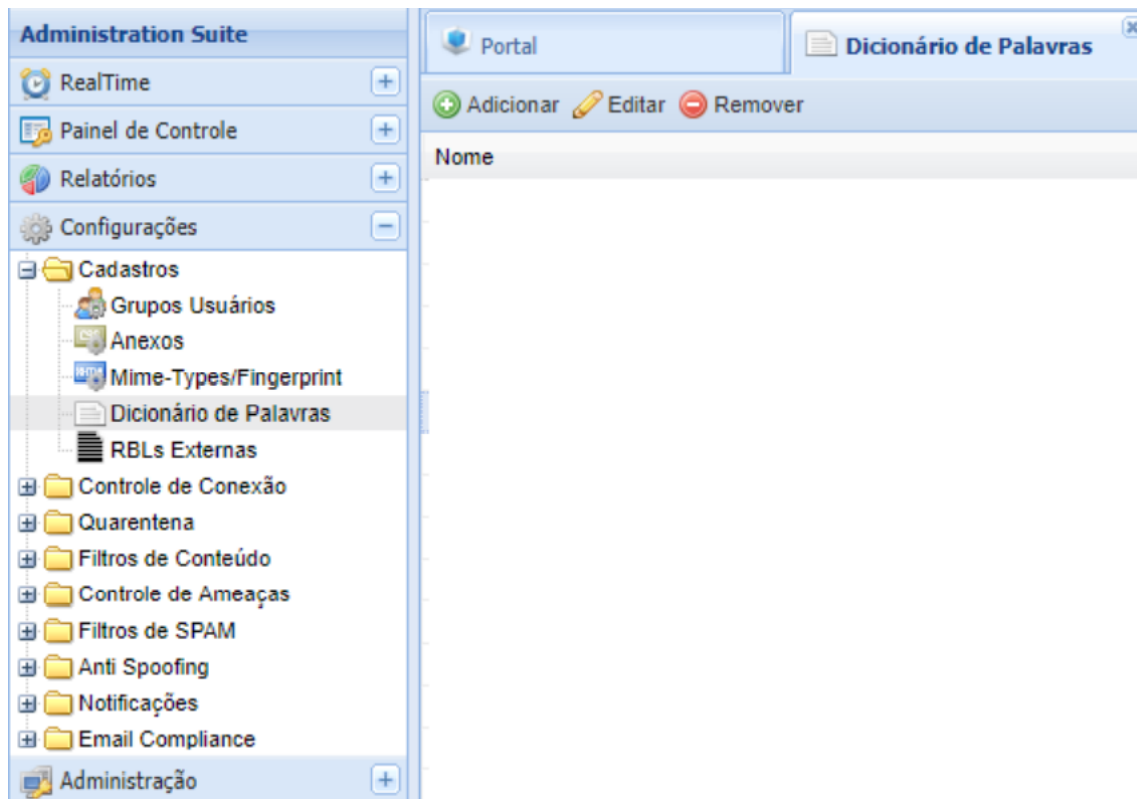 Administration Suite
RealTime
Painel de Controle
Relatórios
Configurações
Cadastros
Grupos Usuários
Anexos
Mime-Types/Fingerprint
Dicionário de Palavras
RBLs Externas
Controle de Conexão
Quarentena
Filtros de Conteúdo
Controle de Ameaças
Filtros de SPAM
Anti Spoofing
Notificações
Email Compliance
Administração
Portal
Dicionário de Palavras
Adicionar Editar Remover
Nome